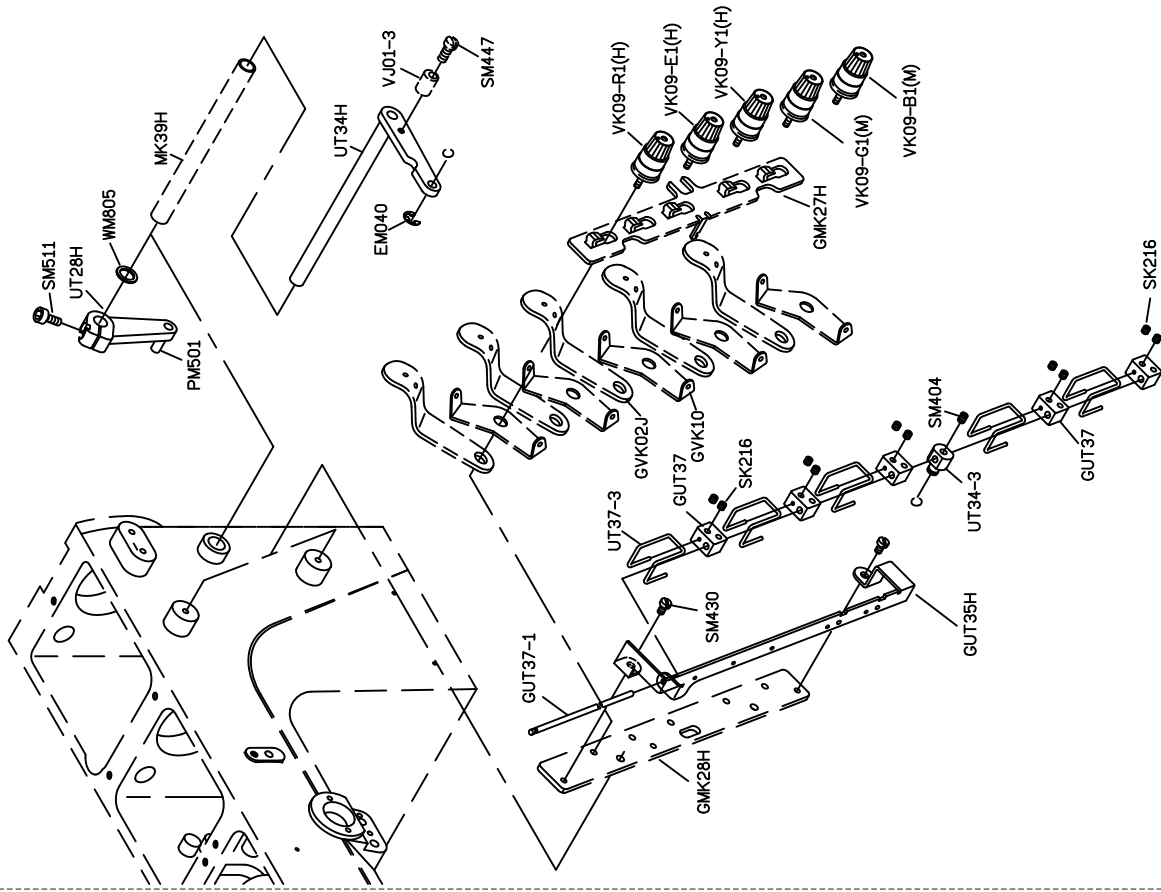 SM447
VJ01-3
UT34H
C
EM040
MK39H
WM805
SM511
UT28H
PM501
VK09-R1(H)
VK09-E1(H)
VK09-Y1(H)
VK09-G1(M)
VK09-B1(M)
GMK27H
GVK02J
GVK10
SK216
GUT37
SM404
UT34-3
C
GUT37
SK216
UT37-3
SM430
GUT35H
GUT37-1
GMK28H